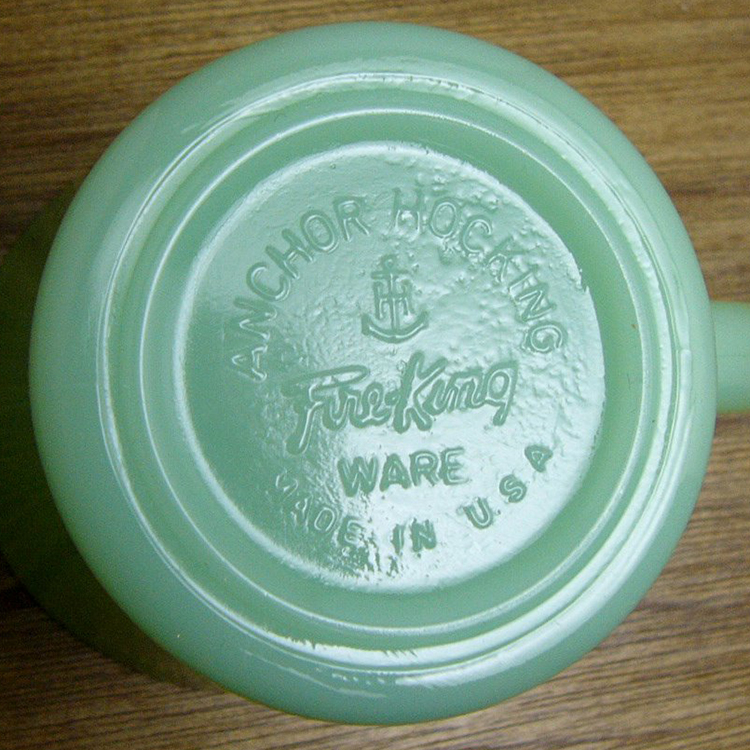 ANCHOR HOCKING
H
Fire-King
WARE
MADE IN U S A